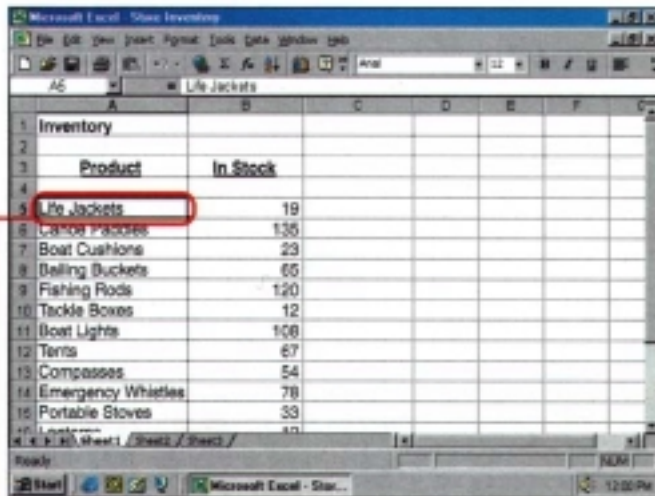 Microsoft Excel - Store Inventory
File Edit View Insert Format Tools Data Window Help
Arial 12 B I U
A5 = Life Jackets
A B C D E F G
1 Inventory
2
3 Product In Stock
4
5 Life Jackets 19
6 Canoe Paddles 135
7 Boat Cushions 23
8 Bailing Buckets 65
9 Fishing Rods 120
10 Tackle Boxes 12
11 Boat Lights 108
12 Tents 67
13 Compasses 54
14 Emergency Whistles 78
15 Portable Stoves 33
Sheet1 Sheet2 Sheet3
Ready NUM
Start Microsoft Excel - Stor... 12:00 PM